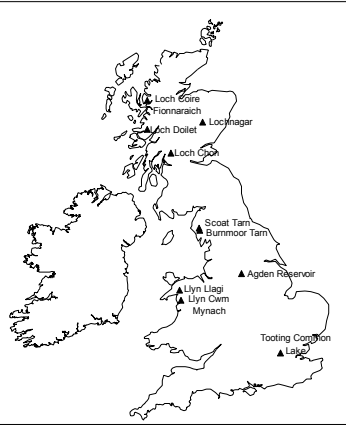 Loch Coire
Fionnaraich
Lochnagar
Loch Doilet
Loch Chon
Scoat Tarn
Burnmoor Tarn
Agden Reservoir
Llyn Llagi
Llyn Cwm
Mynach
Tooting Common
Lake